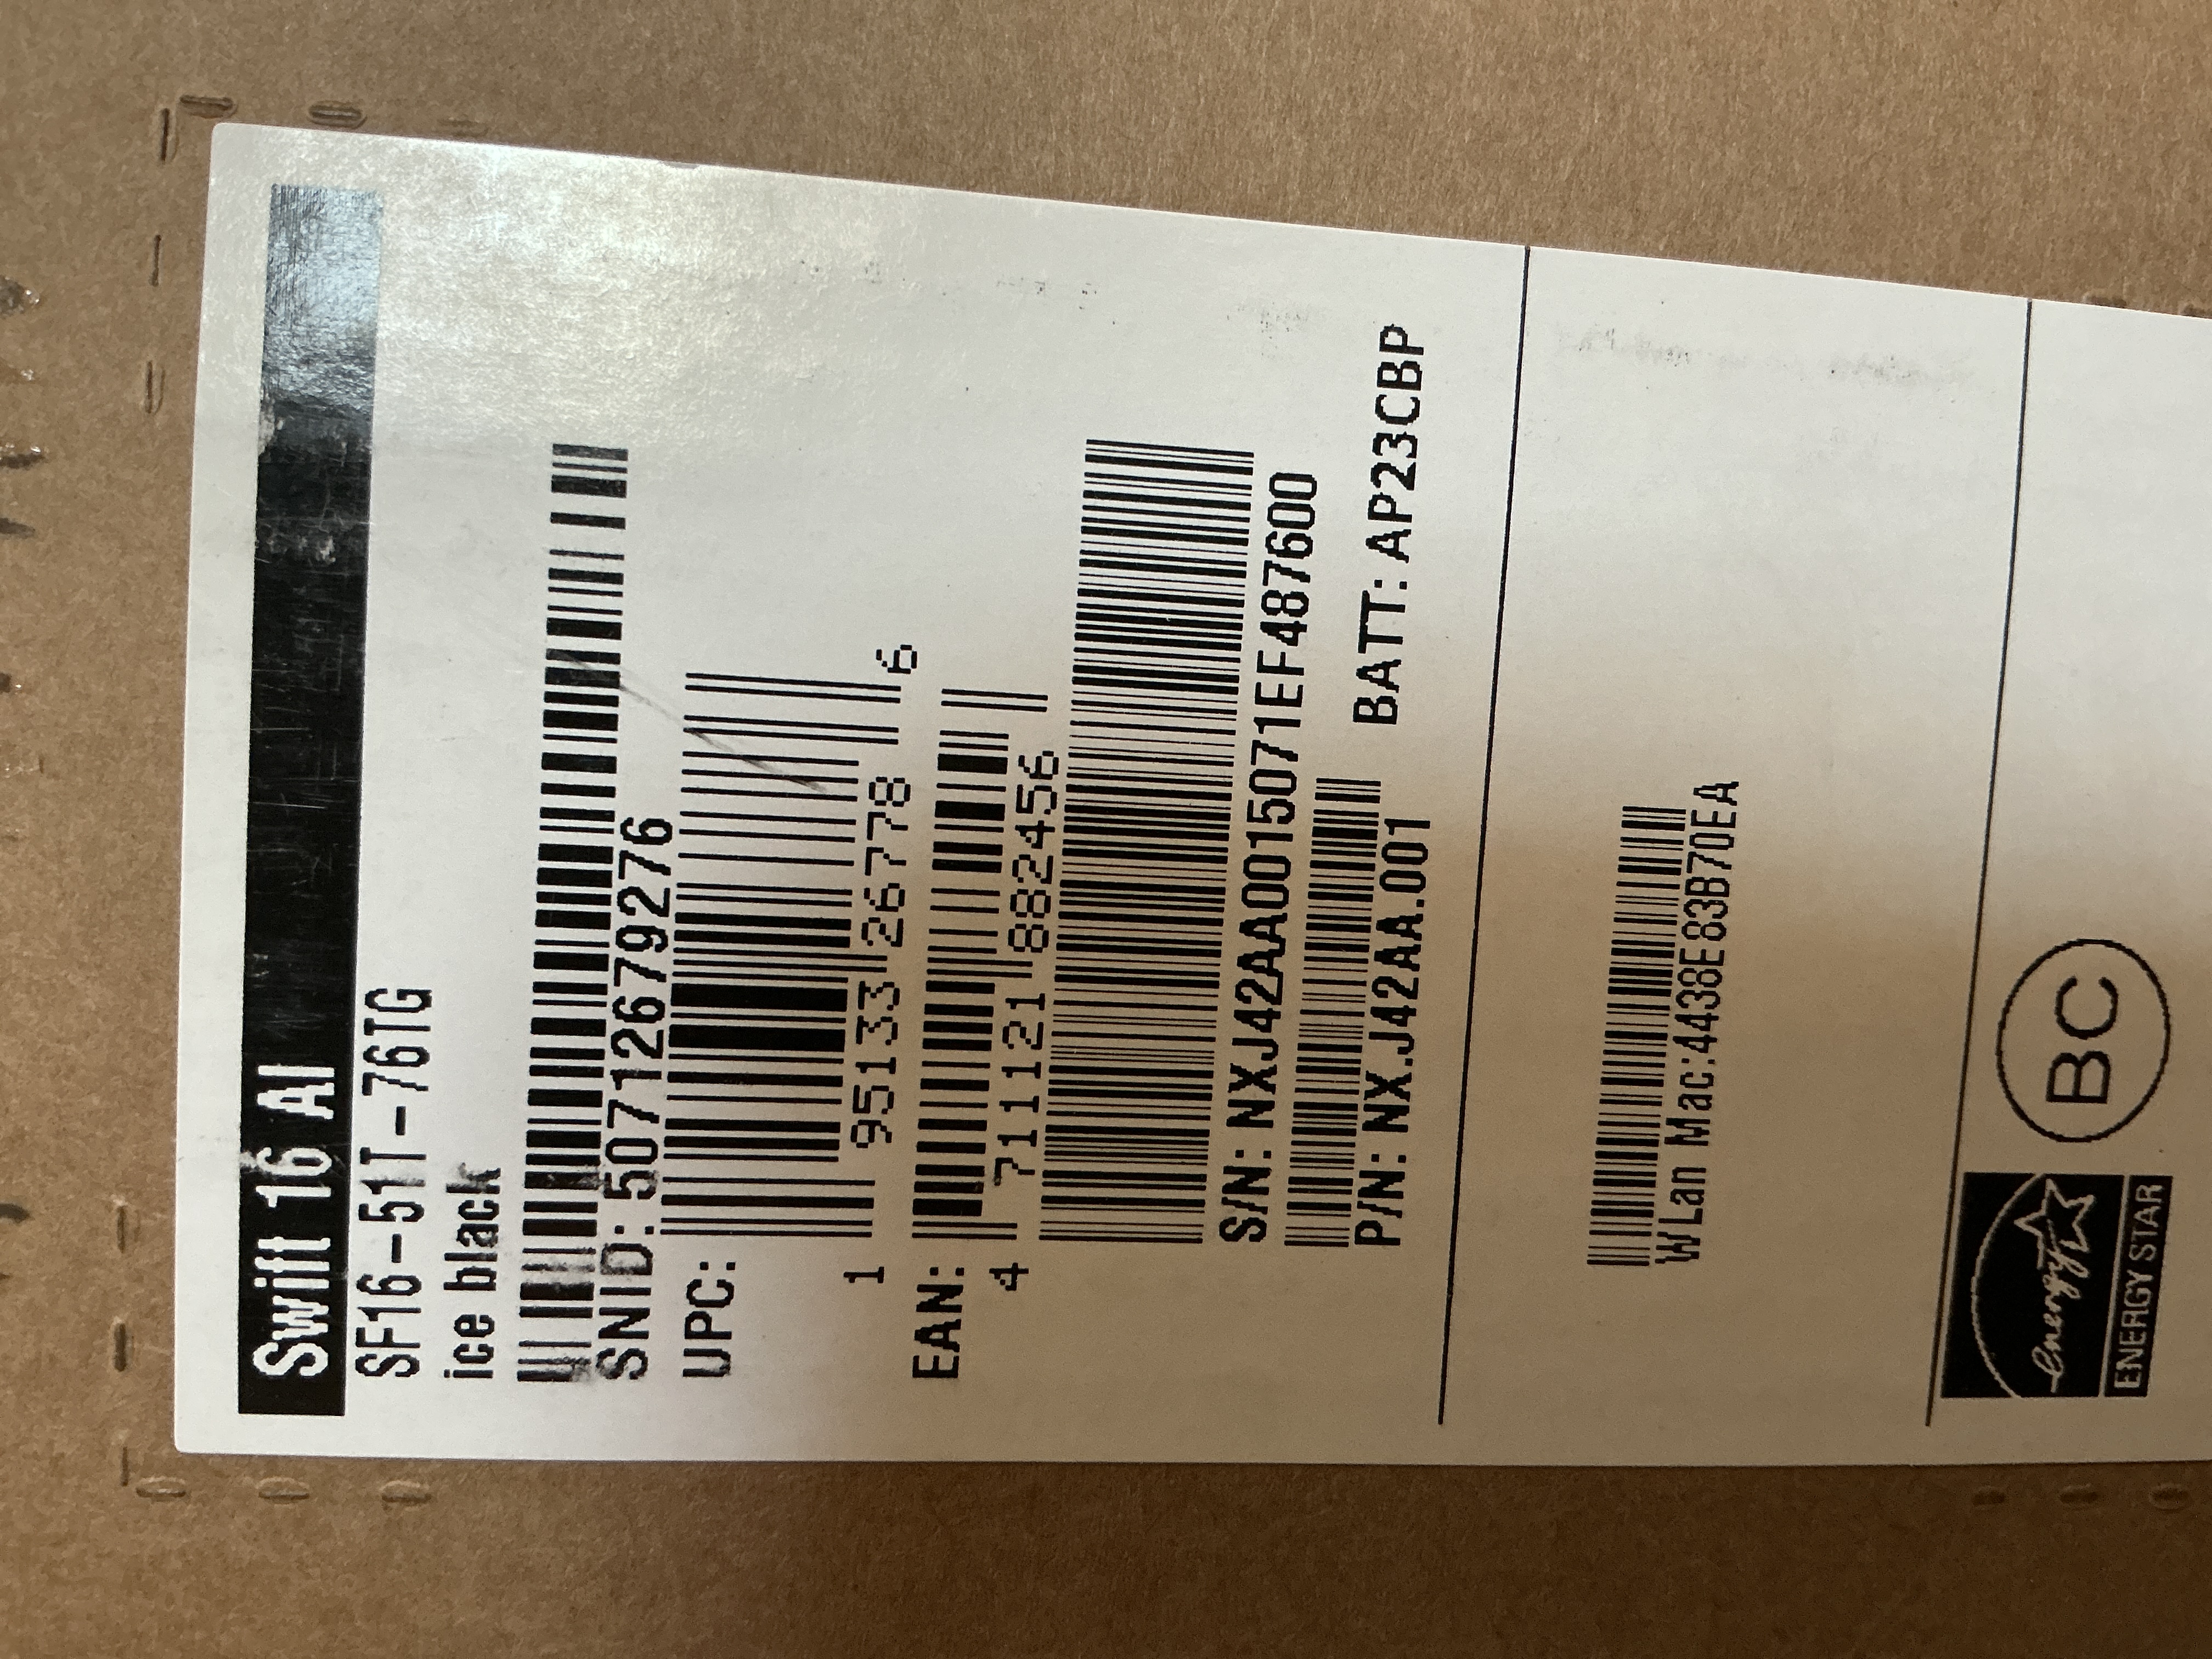 Swift 16 AI
SF16-51T-76TG
ice black
SNID: 50712679276
UPC:
1 95133 26778 6
EAN:
4 711121 882456
S/N: NXJ42AA0015071EF487600
P/N: NX.J42AA.001 BATT: AP23CBP
WLan Mac:4438E83B70EA
energy
ENERGY STAR
BC